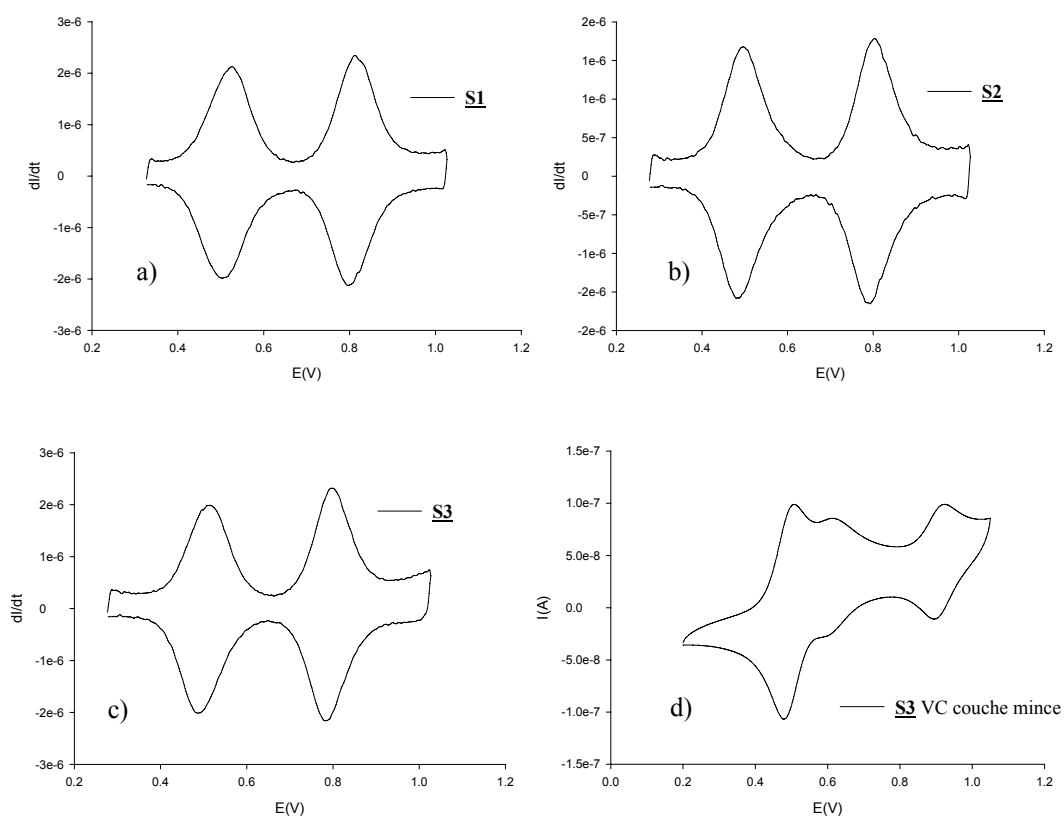 3e-6
2e-6
1e-6
0
-1e-6
-2e-6
-3e-6
dI/dt
S1
a)
0.2 0.4 0.6 0.8 1.0 1.2
E(V)
2e-6
1e-6
1e-6
5e-7
0
-5e-7
-1e-6
-2e-6
-2e-6
dI/dt
S2
b)
0.2 0.4 0.6 0.8 1.0 1.2
E(V)
3e-6
2e-6
1e-6
0
-1e-6
-2e-6
-3e-6
dI/dt
S3
c)
0.2 0.4 0.6 0.8 1.0 1.2
E(V)
1.5e-7
1.0e-7
5.0e-8
0.0
-5.0e-8
-1.0e-7
-1.5e-7
I(A)
d)
S3 VC couche mince
0.0 0.2 0.4 0.6 0.8 1.0 1.2
E(V)